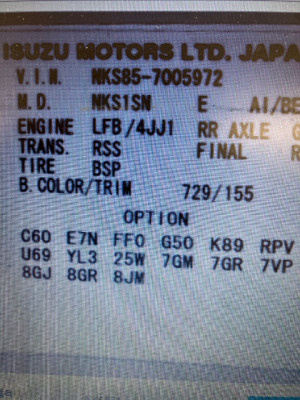 ISUZU MOTORS LTD. JAPA
V.I.N. NKS85-7005972
M.D. NKS1SN E AI/BE
ENGINE LFB/4JJ1 RR AXLE
TRANS. RSS FINAL R
TIRE BSP
B.COLOR/TRIM 729/155
OPTION
C60 E7N FF0 G50 K89 RPV
U69 YL3 25W 7GM 7GR 7VP
8GJ 8GR 8JM